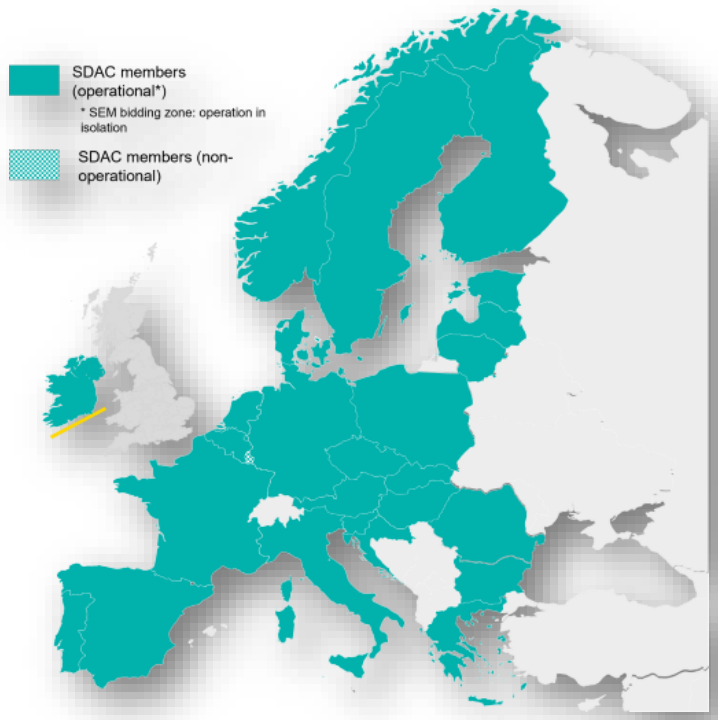 SDAC members
(operational*)
* SEM bidding zone: operation in
isolation
SDAC members (non-
operational)